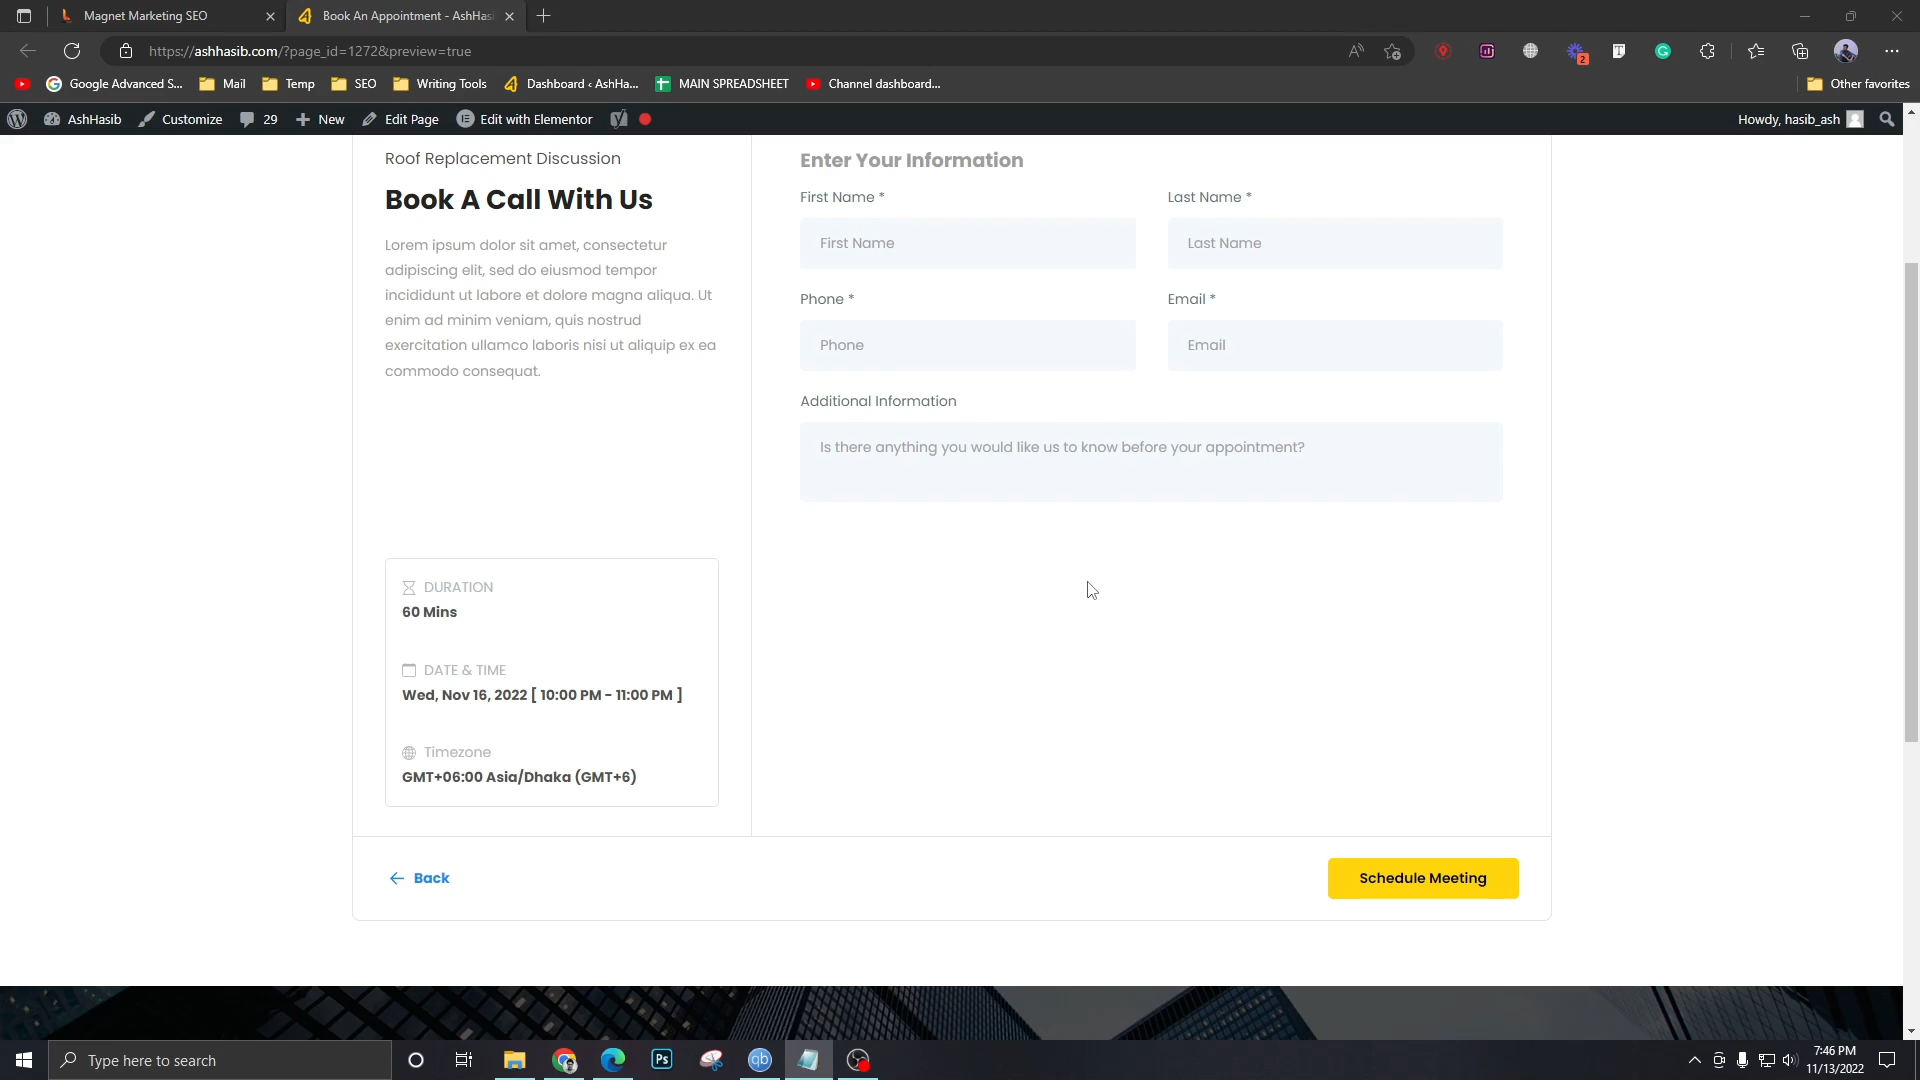 Magnet Marketing SEO
Book An Appointment - AshHasi
https://ashhasib.com/?page_id=1272&preview=true
2
Google Advanced S...
Mail
Temp
SEO
Writing Tools
Dashboard ‹ AshHa...
MAIN SPREADSHEET
Channel dashboard...
Other favorites
AshHasib
Customize
29
New
Edit Page
Edit with Elementor
Howdy, hasib_ash
Roof Replacement Discussion
Book A Call With Us
Lorem ipsum dolor sit amet, consectetur
adipiscing elit, sed do eiusmod tempor
incididunt ut labore et dolore magna aliqua. Ut
enim ad minim veniam, quis nostrud
exercitation ullamco laboris nisi ut aliquip ex ea
commodo consequat.
DURATION
60 Mins
DATE & TIME
Wed, Nov 16, 2022 [ 10:00 PM - 11:00 PM ]
Timezone
GMT+06:00 Asia/Dhaka (GMT+6)
Enter Your Information
First Name *
Last Name *
First Name
Last Name
Phone *
Email *
Phone
Email
Additional Information
Is there anything you would like us to know before your appointment?
Back
Schedule Meeting
Type here to search
Ps
qb
7:46 PM
11/13/2022